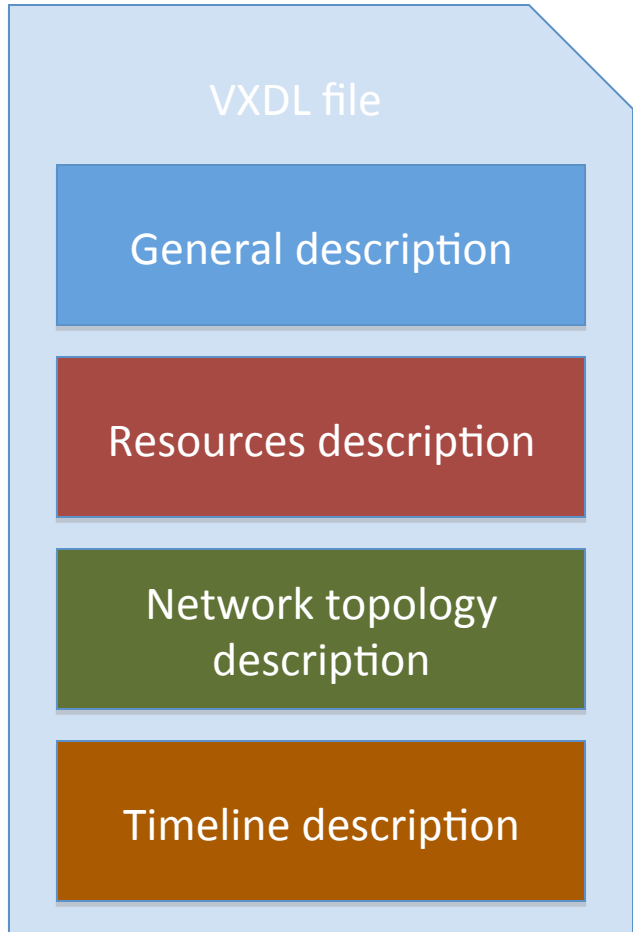 VXDL file
General description
Resources description
Network topology
description
Timeline description